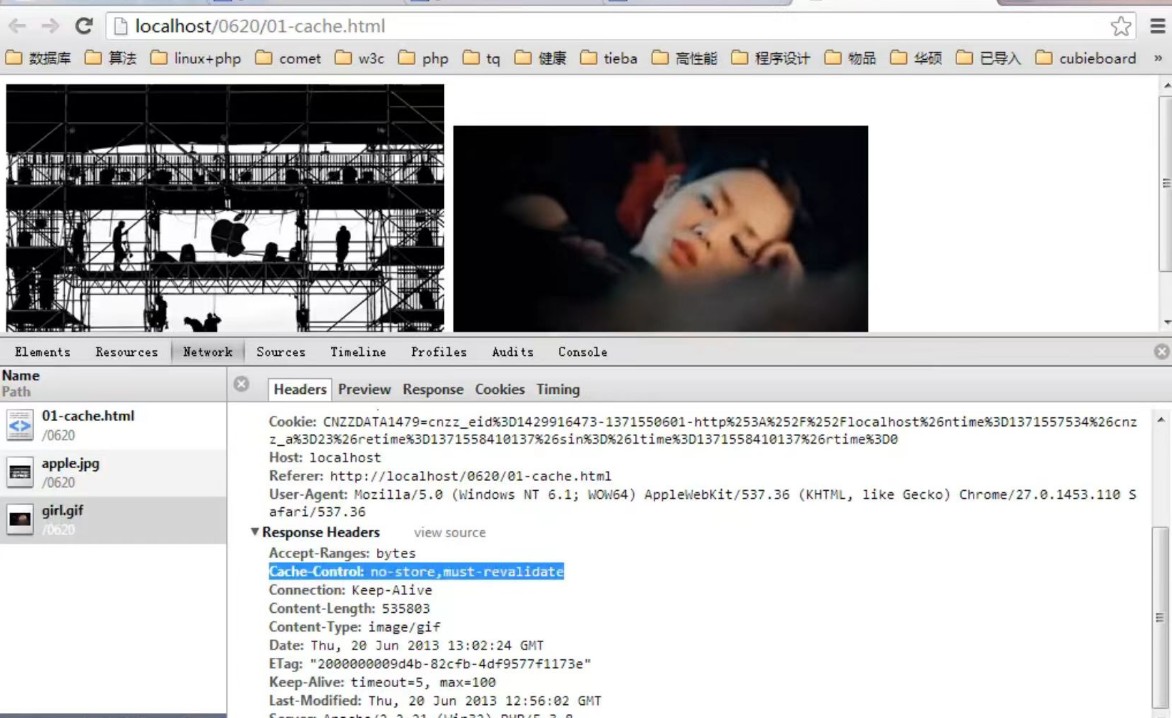 localhost/0620/01-cache.html
数据库 算法 linux+php comet w3c php tq 健康 tieba 高性能 程序设计 物品 华硕 已导入 cubieboard »
Elements Resources Network Sources Timeline Profiles Audits Console
Name
Path
Headers Preview Response Cookies Timing
01-cache.html
/0620
apple.jpg
/0620
girl.gif
/0620
Cookie: CNZZDATA1479=cnzz_eid%3D1429916473-1371550601-http%253A%252F%252Flocalhost%26ntime%3D1371557534%26cnz
z_a%3D23%26retime%3D1371558410137%26sin%3D%26ltime%3D1371558410137%26rtime%3D0
Host: localhost
Referer: http://localhost/0620/01-cache.html
User-Agent: Mozilla/5.0 (Windows NT 6.1; WOW64) AppleWebKit/537.36 (KHTML, like Gecko) Chrome/27.0.1453.110 S
afari/537.36
Response Headers view source
Accept-Ranges: bytes
Cache-Control: no-store,must-revalidate
Connection: Keep-Alive
Content-Length: 535803
Content-Type: image/gif
Date: Thu, 20 Jun 2013 13:02:24 GMT
ETag: "2000000009d4b-82cfb-4df9577f1173e"
Keep-Alive: timeout=5, max=100
Last-Modified: Thu, 20 Jun 2013 12:56:02 GMT